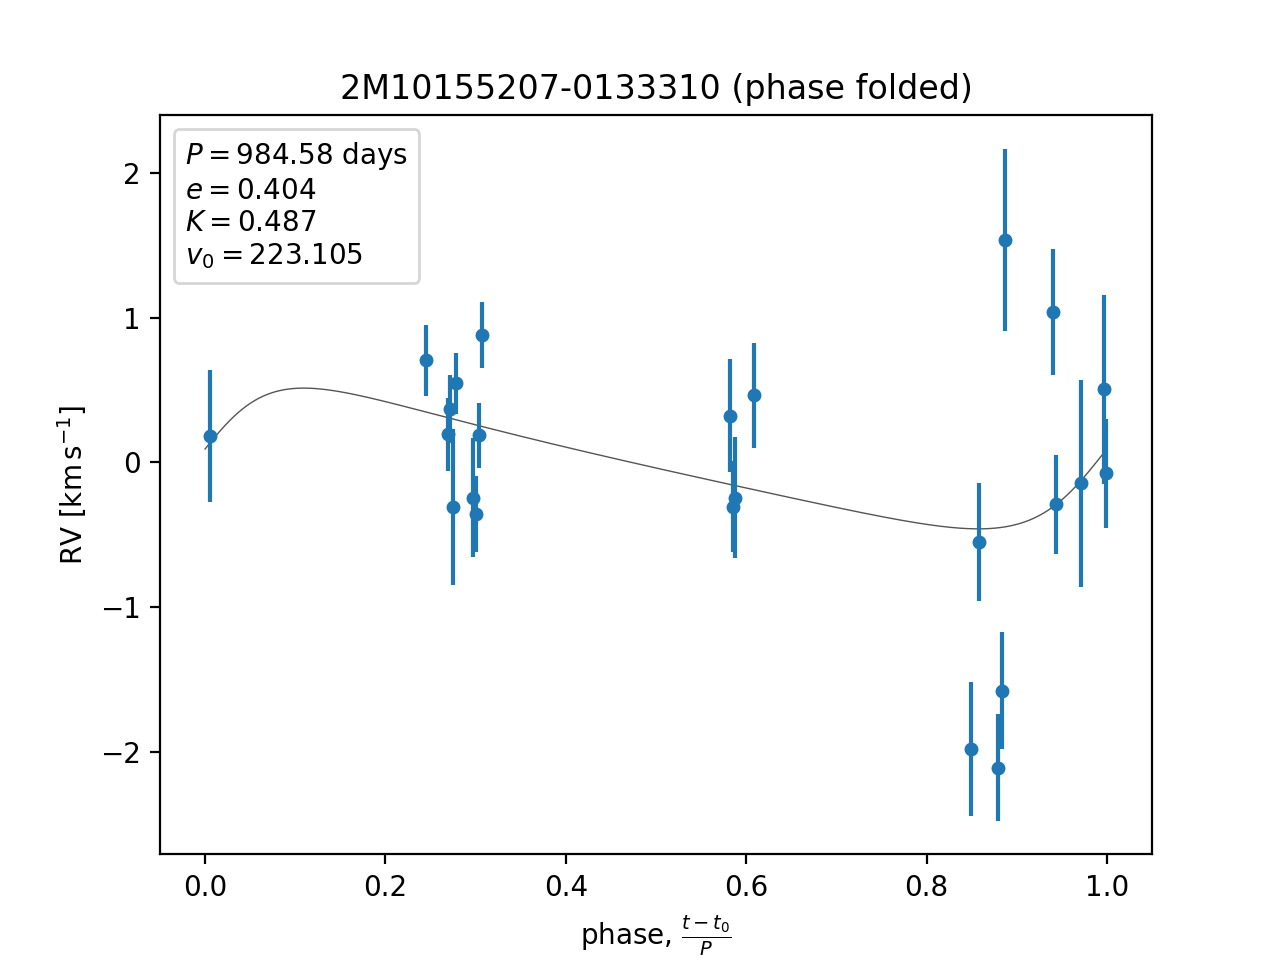 2M10155207-0133310 (phase folded)
P = 984.58 days
e = 0.404
K = 0.487
v₀ = 223.105
2
1
0
−1
−2
RV [km s⁻¹]
0.0 0.2 0.4 0.6 0.8 1.0
phase, (t − t₀)/P